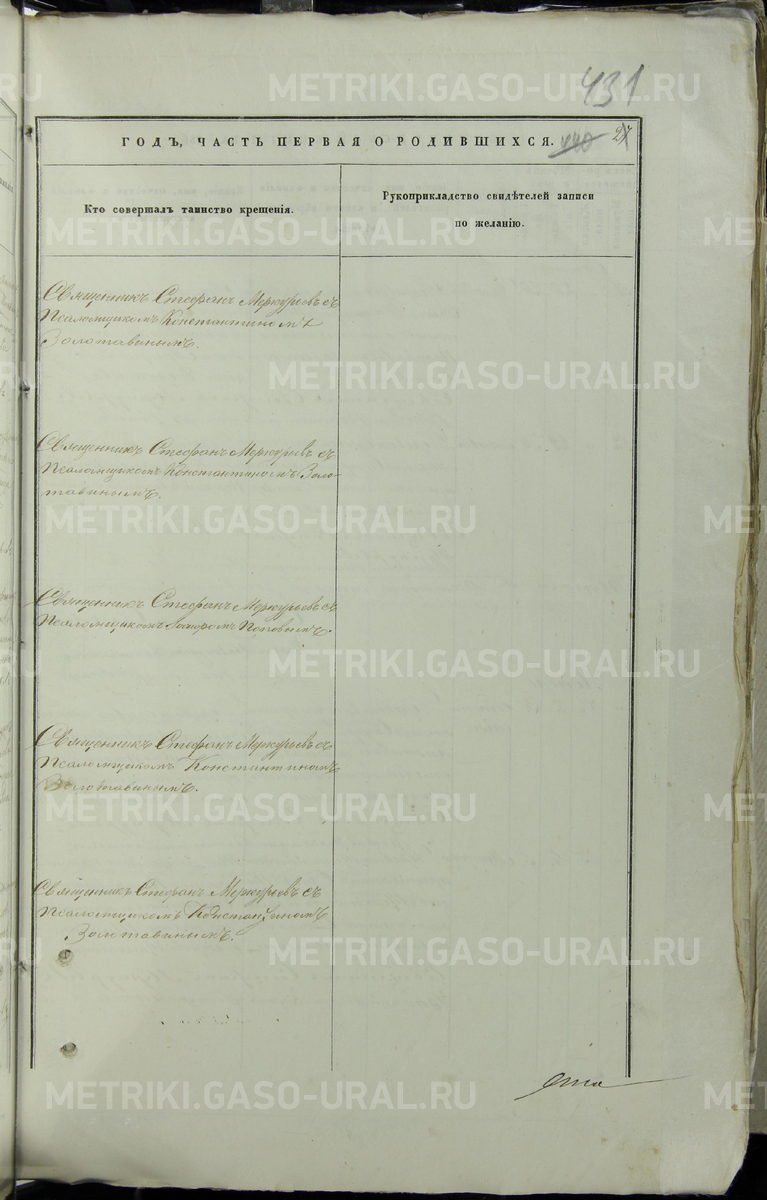 431
ГОДЪ, ЧАСТЬ ПЕРВАЯ О РОДИВШИХСЯ.
Кто совершалъ таинство крещенія.
Рукоприкладство свидѣтелей записи
по желанію.
Священникъ Стефанъ Меркурьевъ съ
Псаломщикомъ Константиномъ
Золотавинымъ.
Священникъ Стефанъ Меркурьевъ съ
Псаломщикомъ Константиномъ Золо-
тавинымъ.
Священникъ Стефанъ Меркурьевъ съ
Псаломщикомъ Поповымъ.
Священникъ Стефанъ Меркурьевъ съ
Псаломщикомъ Константиномъ
Золотавинымъ.
Священникъ Стефанъ Меркурьевъ съ
Псаломщикомъ Константиномъ
Золотавинымъ.
METRIKI.GASO-URAL.RU